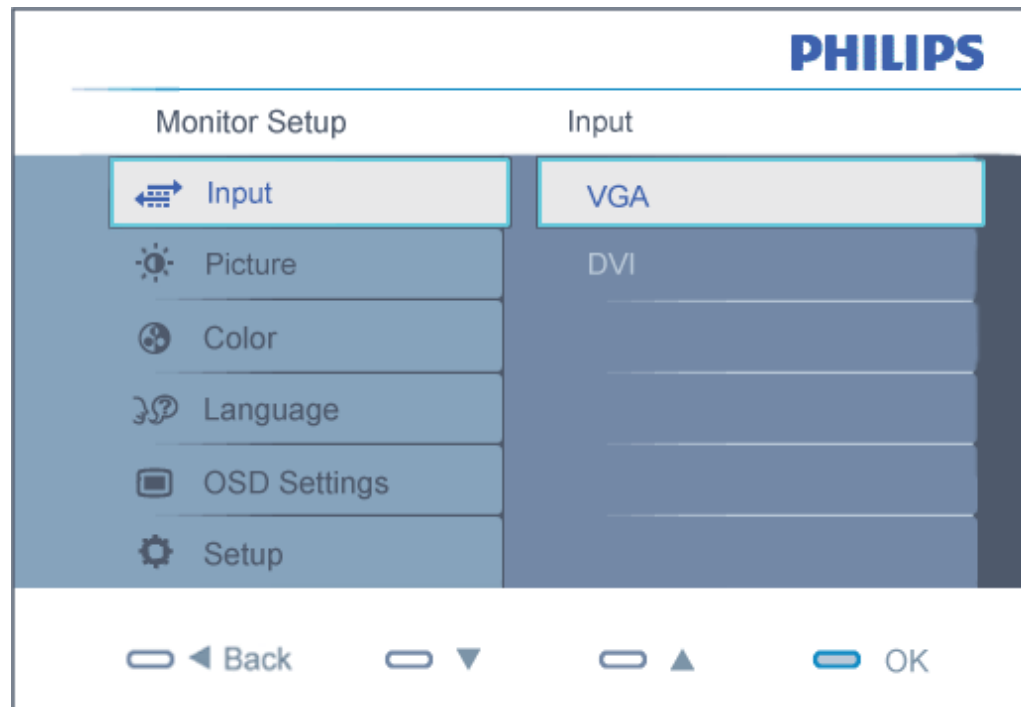 PHILIPS
Monitor Setup Input
Input VGA
Picture DVI
Color
Language
OSD Settings
Setup
Back OK